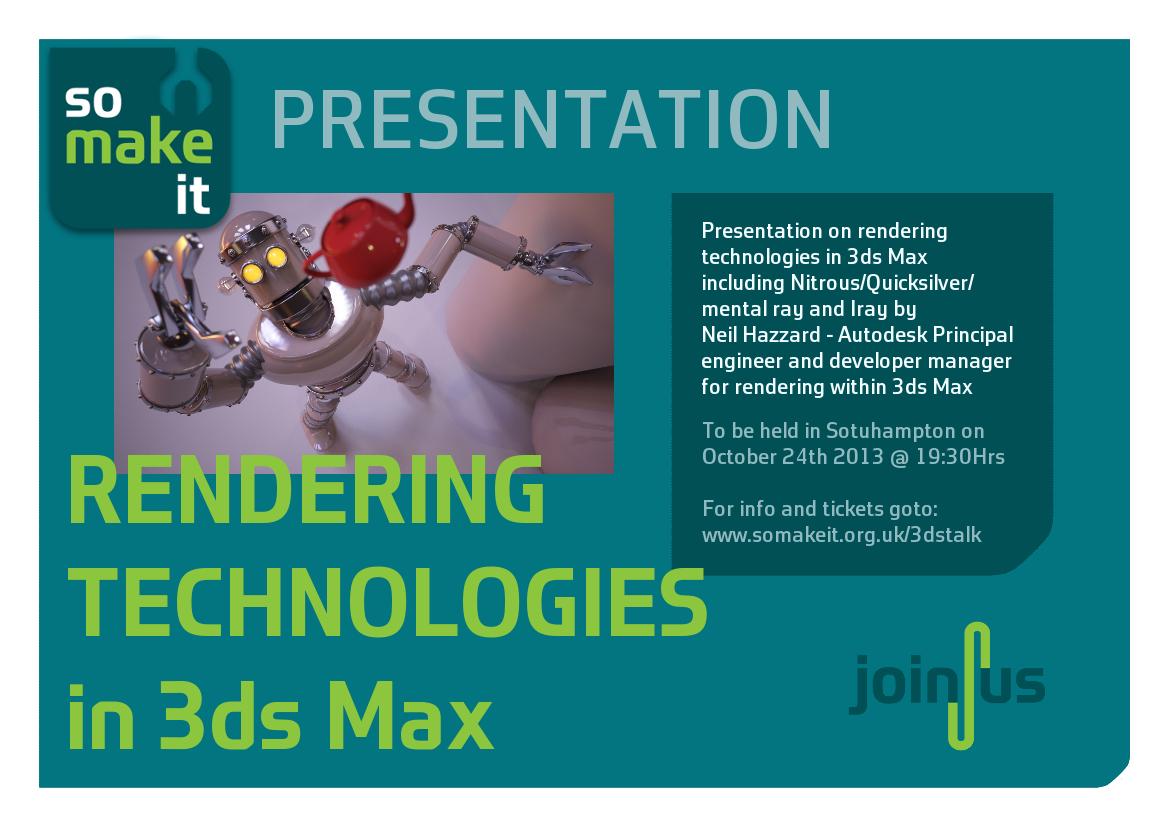 so
make
it
PRESENTATION
Presentation on rendering
technologies in 3ds Max
including Nitrous/Quicksilver/
mental ray and Iray by
Neil Hazzard - Autodesk Principal
engineer and developer manager
for rendering within 3ds Max
To be held in Sotuhampton on
October 24th 2013 @ 19:30Hrs
For info and tickets goto:
www.somakeit.org.uk/3dstalk
RENDERING
TECHNOLOGIES
in 3ds Max
join us